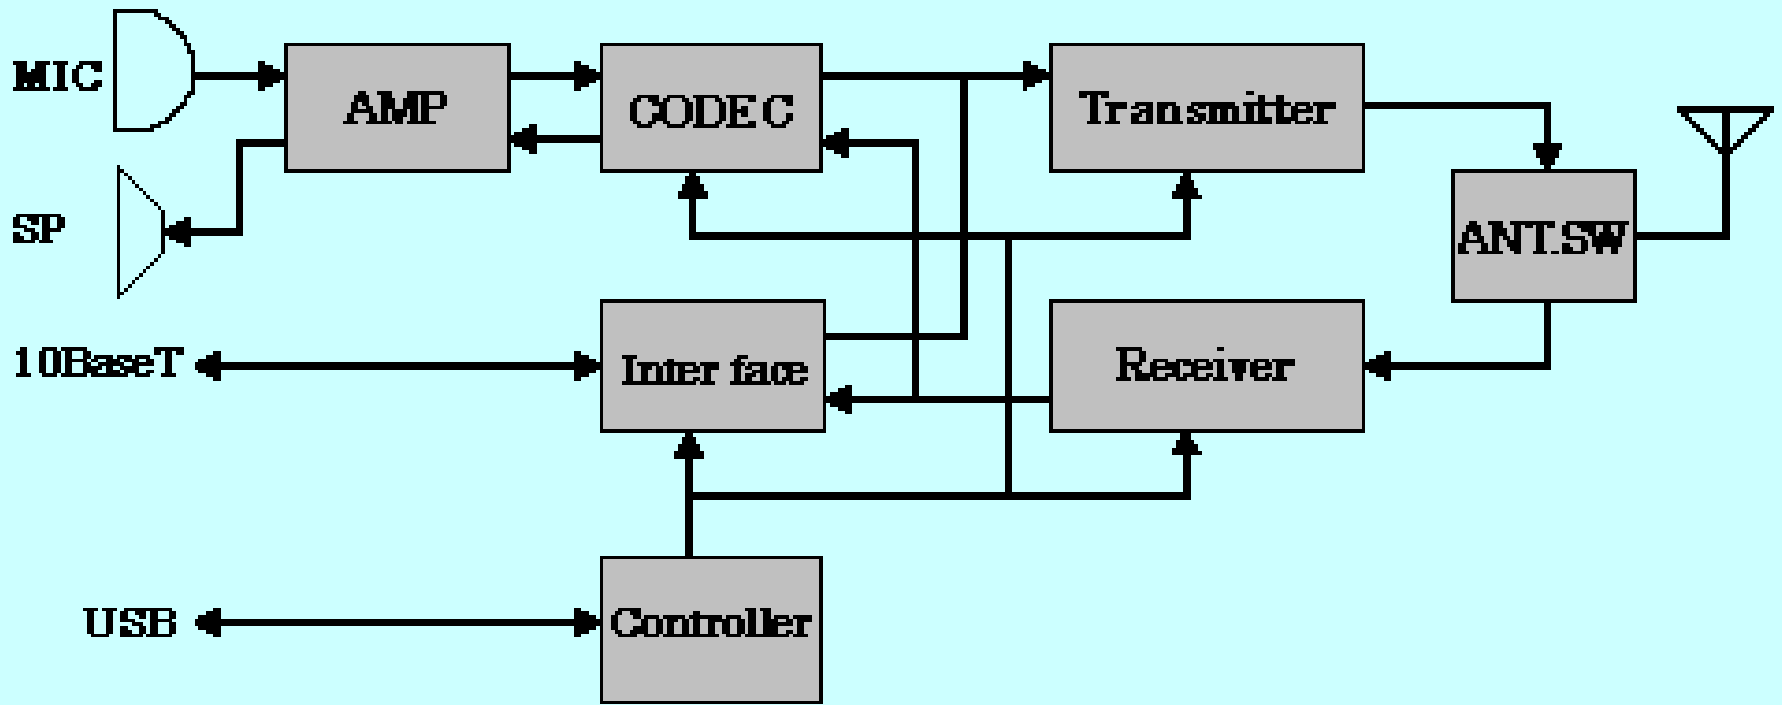 MIC
AMP
CODEC
Transmitter
SP
ANT.SW
10BaseT
Inter face
Receiver
USB
Controller